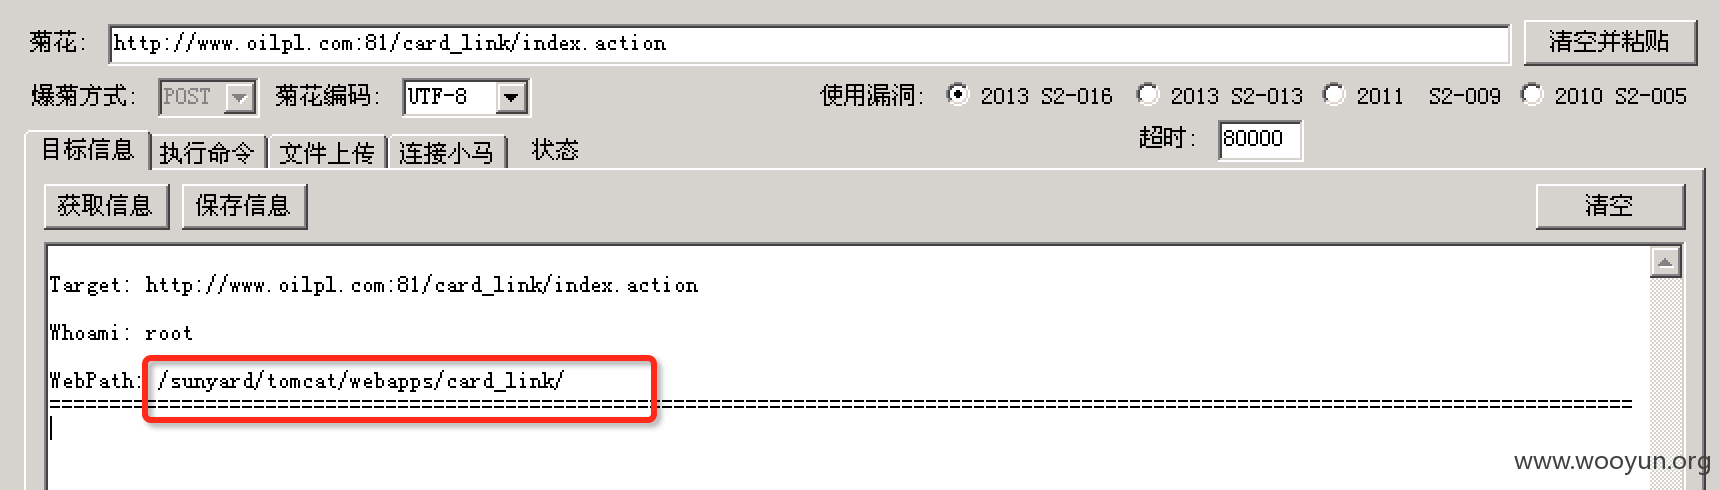 菊花: http://www.oilpl.com:81/card_link/index.action 清空并粘贴
爆菊方式: POST 菊花编码: UTF-8 使用漏洞: 2013 S2-016 2013 S2-013 2011 S2-009 2010 S2-005
超时: 80000
目标信息 执行命令 文件上传 连接小马 状态
获取信息 保存信息 清空
Target: http://www.oilpl.com:81/card_link/index.action
Whoami: root
WebPath: /sunyard/tomcat/webapps/card_link/
====================================================================================================================================
www.wooyun.org